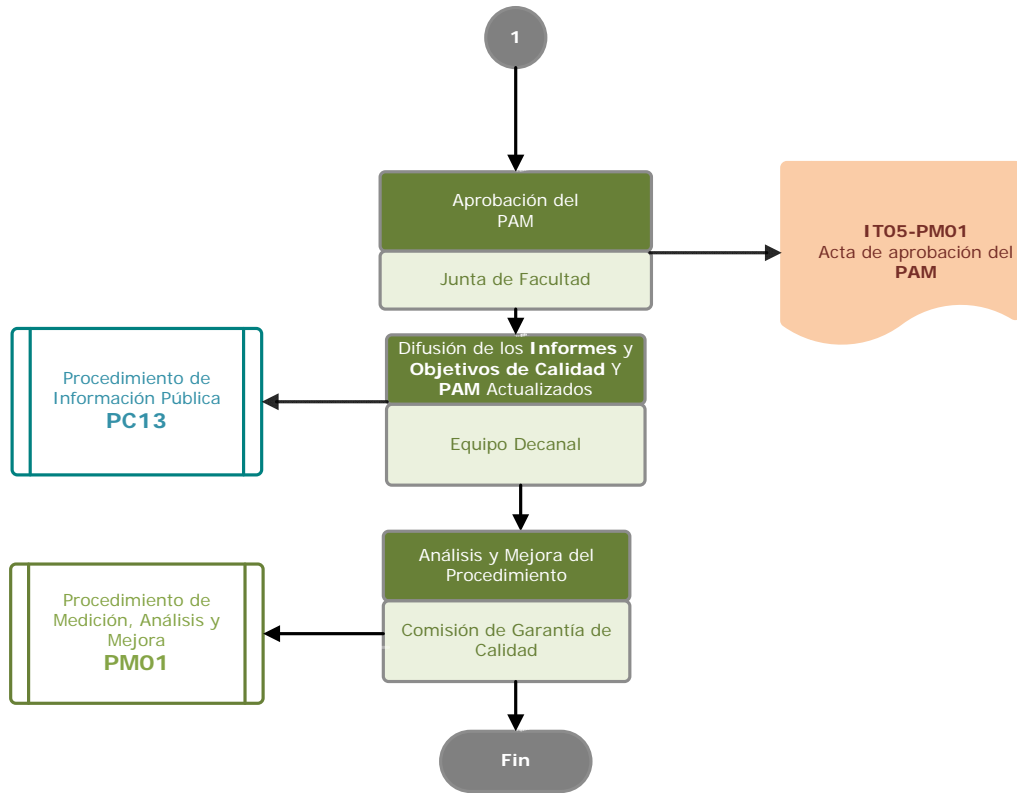 1
Aprobación del
PAM
Junta de Facultad
IT05-PM01
Acta de aprobación del
PAM
Difusión de los Informes y
Objetivos de Calidad Y
PAM Actualizados
Equipo Decanal
Procedimiento de
Información Pública
PC13
Análisis y Mejora del
Procedimiento
Comisión de Garantía de
Calidad
Procedimiento de
Medición, Análisis y
Mejora
PM01
Fin